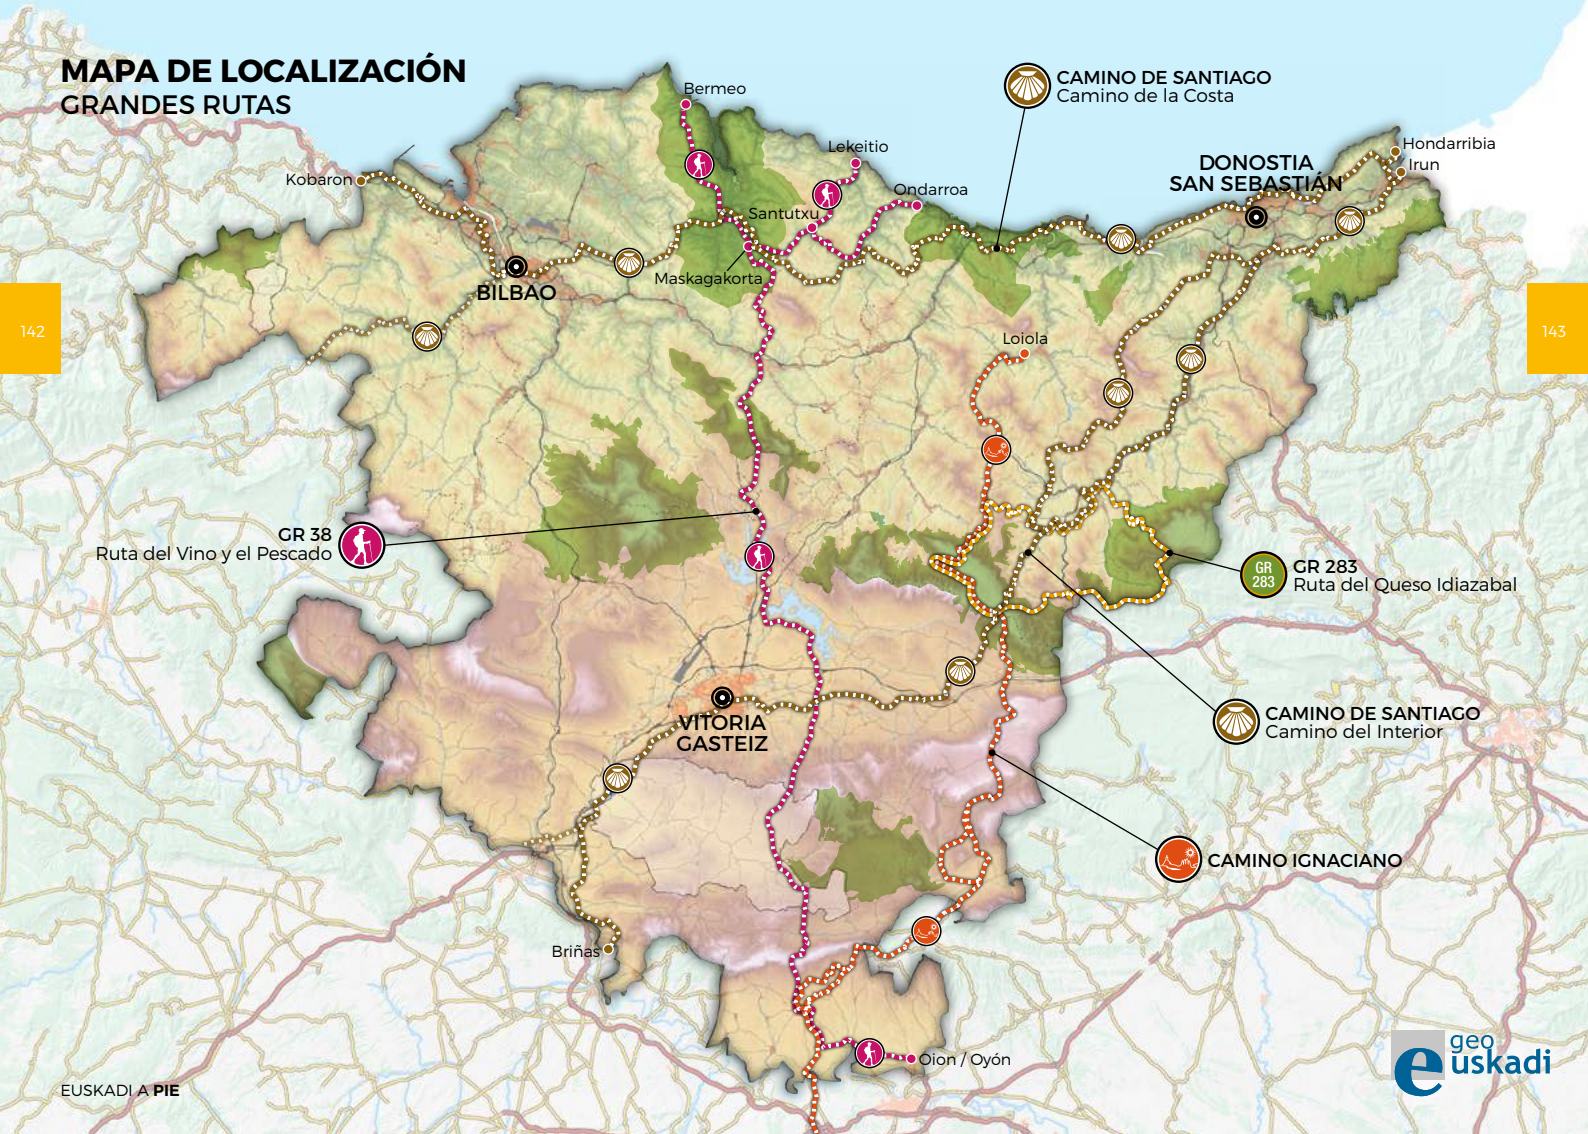 MAPA DE LOCALIZACIÓN
GRANDES RUTAS
Bermeo
CAMINO DE SANTIAGO
Camino de la Costa
Lekeitio
Hondarribia
Irun
Kobaron
DONOSTIA
SAN SEBASTIÁN
Ondarroa
Santutxu
Maskagakorta
BILBAO
142
143
Loiola
GR 38
Ruta del Vino y el Pescado
GR
283
GR 283
Ruta del Queso Idiazabal
CAMINO DE SANTIAGO
Camino del Interior
VITORIA
GASTEIZ
CAMINO IGNACIANO
Briñas
Oion / Oyón
geo
euskadi
EUSKADI A PIE